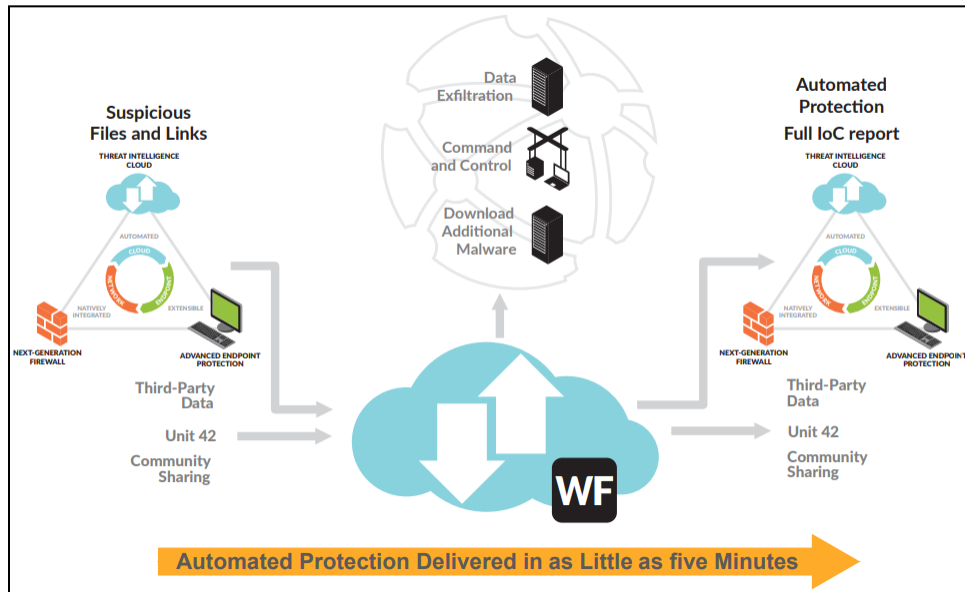 Suspicious
Files and Links
THREAT INTELLIGENCE
CLOUD
AUTOMATED
CLOUD
NETWORK
ENDPOINT
NATIVELY
INTEGRATED
EXTENSIBLE
NEXT-GENERATION
FIREWALL
ADVANCED ENDPOINT
PROTECTION
Third-Party
Data
Unit 42
Community
Sharing
Data
Exfiltration
Command
and Control
Download
Additional
Malware
WF
Automated
Protection
Full IoC report
THREAT INTELLIGENCE
CLOUD
AUTOMATED
CLOUD
NETWORK
ENDPOINT
NATIVELY
INTEGRATED
EXTENSIBLE
NEXT-GENERATION
FIREWALL
ADVANCED ENDPOINT
PROTECTION
Third-Party
Data
Unit 42
Community
Sharing
Automated Protection Delivered in as Little as five Minutes